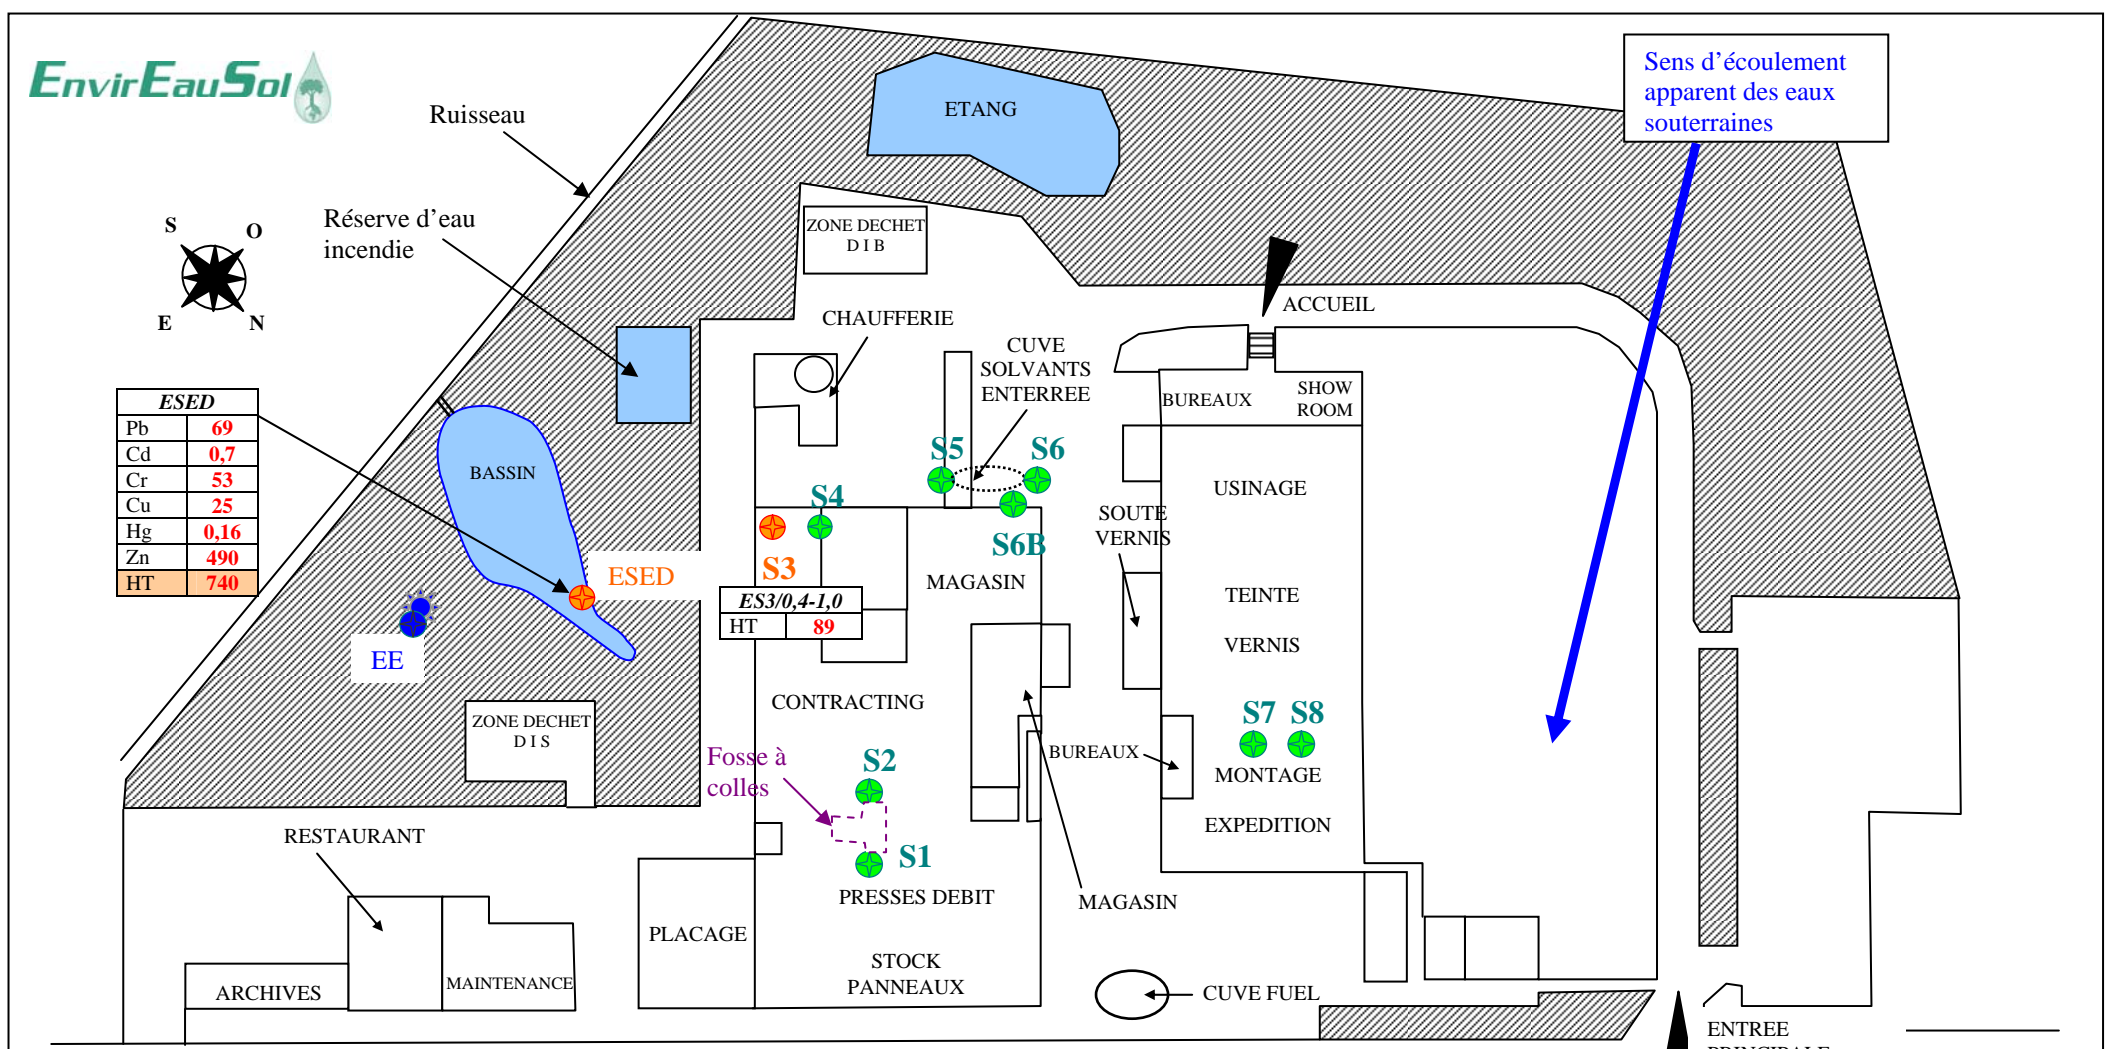 EnvirEauSol
Ruisseau
ETANG
Sens d'écoulement
apparent des eaux
souterraines
S
O
E
N
Réserve d'eau
incendie
ZONE DECHET
D I B
ACCUEIL
CHAUFFERIE
CUVE
SOLVANTS
ENTERREE
BUREAUX
SHOW
ROOM
ESED
Pb 69
Cd 0,7
Cr 53
Cu 25
Hg 0,16
Zn 490
HT 740
BASSIN
S5
S6
S4
USINAGE
SOUTE
VERNIS
S6B
S3
ESED
MAGASIN
ES3/0,4-1,0
HT 89
TEINTE
VERNIS
EE
CONTRACTING
ZONE DECHET
D I S
S7
S8
Fosse à
colles
S2
BUREAUX
MONTAGE
RESTAURANT
EXPEDITION
S1
PRESSES DEBIT
MAGASIN
PLACAGE
STOCK
PANNEAUX
ARCHIVES
MAINTENANCE
CUVE FUEL
ENTREE
PRINCIPALE